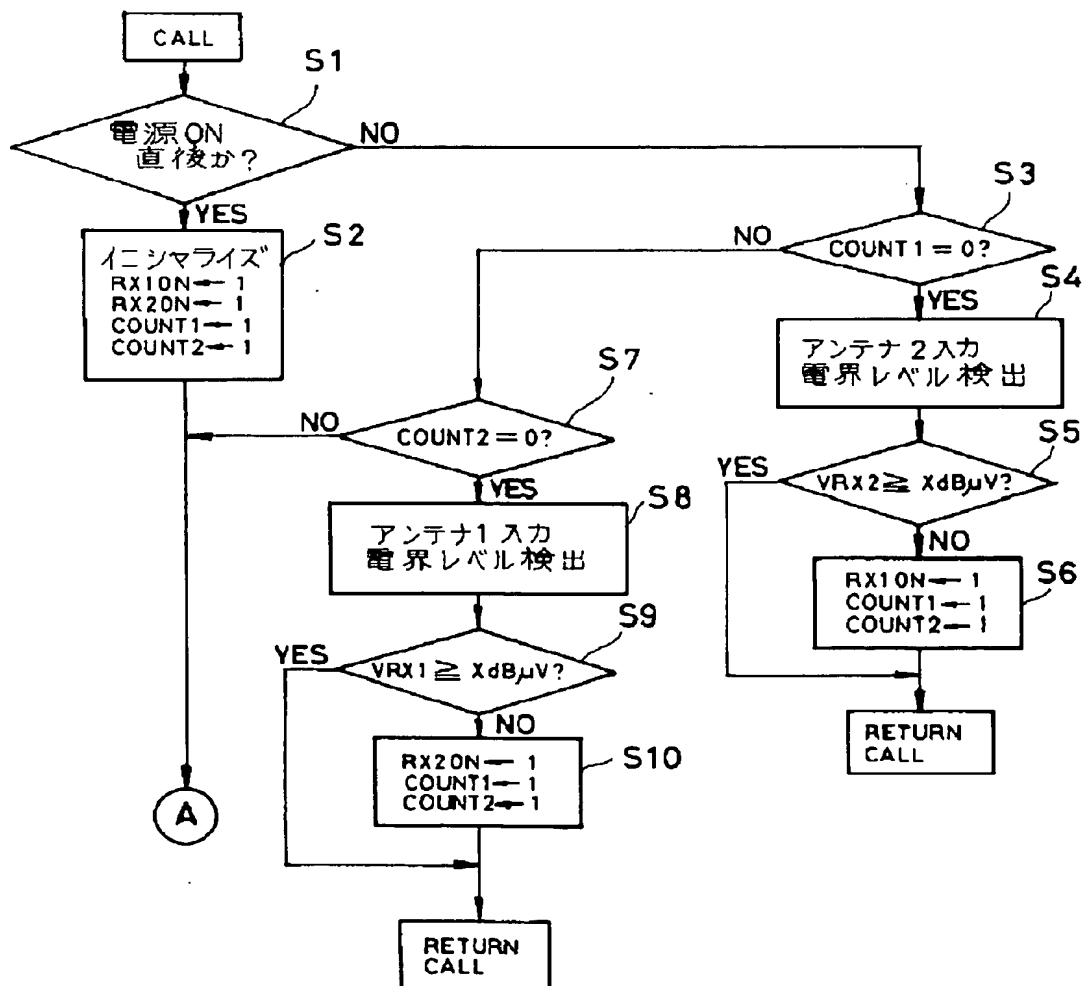 CALL
S1
電源ON
直後か?
NO
YES
S2
イニシャライズ
RX1ON←1
RX2ON←1
COUNT1←1
COUNT2←1
S3
COUNT1=0?
NO
YES
S4
アンテナ2入力
電界レベル検出
S5
VRX2≧XdBμV?
YES
NO
S6
RX1ON←1
COUNT1←1
COUNT2←1
RETURN
CALL
S7
COUNT2=0?
NO
YES
S8
アンテナ1入力
電界レベル検出
S9
VRX1≧XdBμV?
YES
NO
S10
RX2ON←1
COUNT1←1
COUNT2←1
RETURN
CALL
A